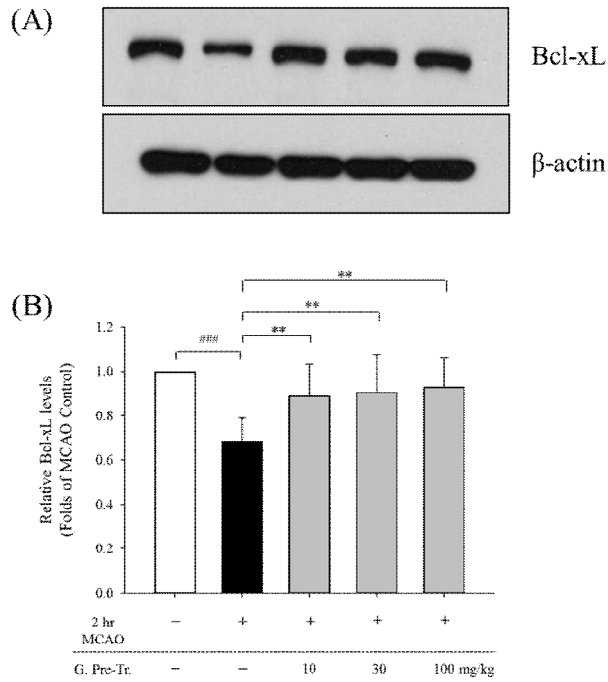 (A)
Bcl-xL
β-actin
(B)
**
**
### **
1.2
1.0
0.8
0.6
0.4
0.2
0.0
Relative Bcl-xL levels
(Folds of MCAO Control)
2 hr MCAO − + + + +
G. Pre-Tr. − − 10 30 100 mg/kg